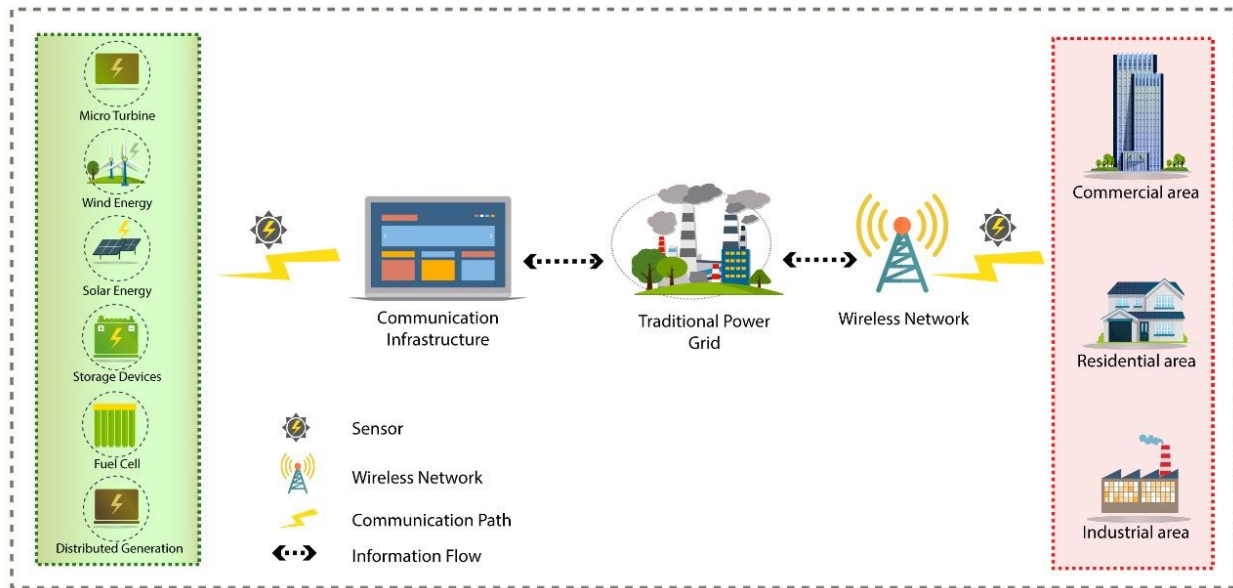 Micro Turbine
Wind Energy
Solar Energy
Storage Devices
Fuel Cell
Distributed Generation
Communication
Infrastructure
Traditional Power
Grid
Wireless Network
Sensor
Wireless Network
Communication Path
Information Flow
Commercial area
Residential area
Industrial area